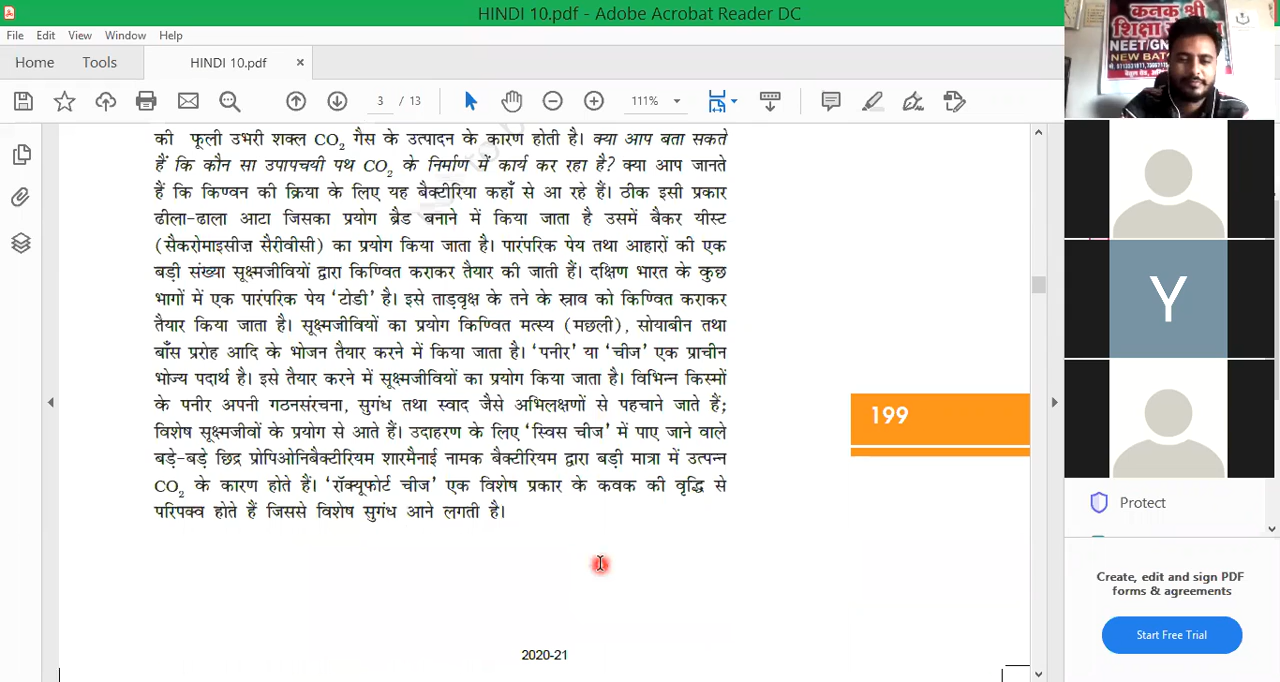 HINDI 10.pdf - Adobe Acrobat Reader DC
File Edit View Window Help
Home Tools HINDI 10.pdf ×
3 / 13 111%
की फूली उभरी शक्ल CO2 गैस के उत्पादन के कारण होती है। क्या आप बता सकते
हैं कि कौन सा उपापचयी पथ CO2 के निर्माण में कार्य कर रहा है? क्या आप जानते
हैं कि किण्वन की क्रिया के लिए यह बैक्टीरिया कहाँ से आ रहे हैं। ठीक इसी प्रकार
ढीला-ढाला आटा जिसका प्रयोग ब्रैड बनाने में किया जाता है उसमें बैकर यीस्ट
(सैकरोमाइसीज़ सैरीवीसी) का प्रयोग किया जाता है। पारंपरिक पेय तथा आहारों की एक
बड़ी संख्या सूक्ष्मजीवियों द्वारा किण्वित कराकर तैयार की जाती हैं। दक्षिण भारत के कुछ
भागों में एक पारंपरिक पेय ‘टोडी’ है। इसे ताड़वृक्ष के तने के स्राव को किण्वित कराकर
तैयार किया जाता है। सूक्ष्मजीवियों का प्रयोग किण्वित मत्स्य (मछली), सोयाबीन तथा
बाँस प्ररोह आदि के भोजन तैयार करने में किया जाता है। ‘पनीर’ या ‘चीज’ एक प्राचीन
भोज्य पदार्थ है। इसे तैयार करने में सूक्ष्मजीवियों का प्रयोग किया जाता है। विभिन्न किस्मों
के पनीर अपनी गठनसंरचना, सुगंध तथा स्वाद जैसे अभिलक्षणों से पहचाने जाते हैं;
विशेष सूक्ष्मजीवों के प्रयोग से आते हैं। उदाहरण के लिए ‘स्विस चीज’ में पाए जाने वाले
बड़े-बड़े छिद्र प्रोपिओनिबैक्टीरियम शारमैनाई नामक बैक्टीरियम द्वारा बड़ी मात्रा में उत्पन्न
CO2 के कारण होते हैं। ‘रॉक्यूफोर्ट चीज’ एक विशेष प्रकार के कवक की वृद्धि से
परिपक्व होते हैं जिससे विशेष सुगंध आने लगती है।
199
2020-21
कनक श्री
शिक्षा
NEET/GN
NEW BAT
Y
Protect
Create, edit and sign PDF
forms & agreements
Start Free Trial